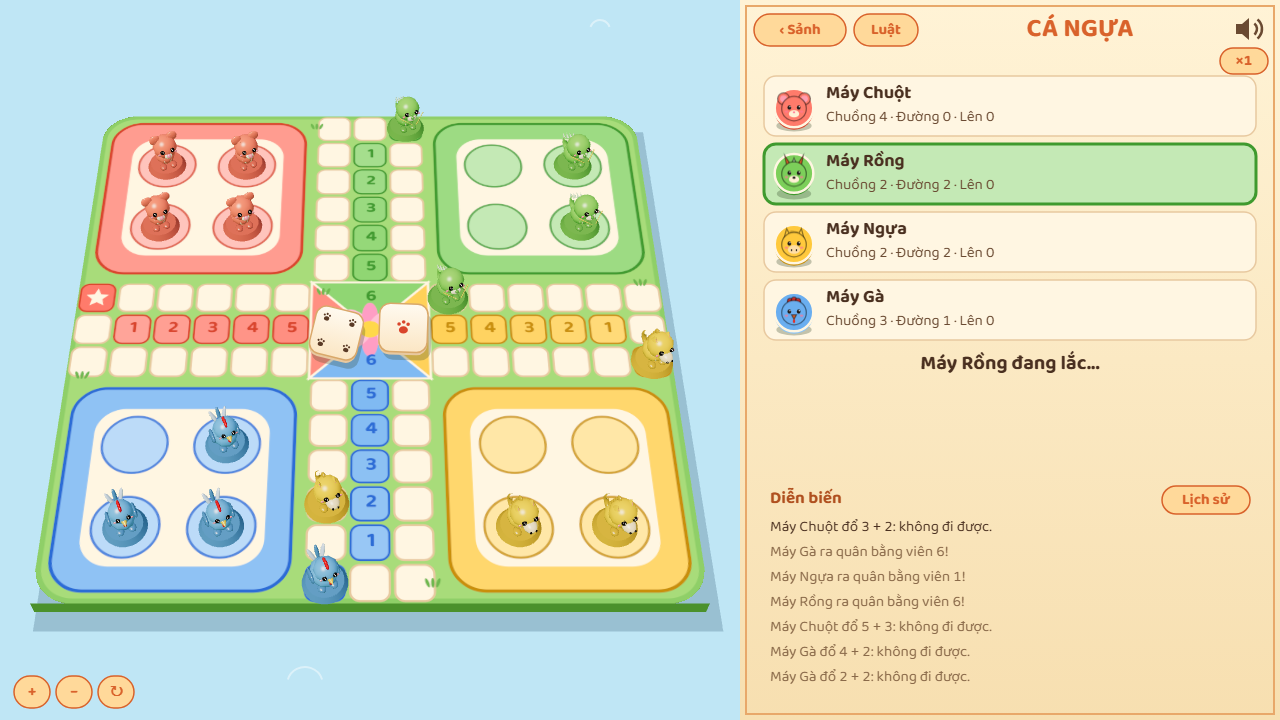 ‹ Sảnh
Luật
CÁ NGỰA
×1
Máy Chuột
Chuồng 4 · Đường 0 · Lên 0
Máy Rồng
Chuồng 2 · Đường 2 · Lên 0
Máy Ngựa
Chuồng 2 · Đường 2 · Lên 0
Máy Gà
Chuồng 3 · Đường 1 · Lên 0
Máy Rồng đang lắc...
Diễn biến
Lịch sử
Máy Chuột đổ 3 + 2: không đi được.
Máy Gà ra quân bằng viên 6!
Máy Ngựa ra quân bằng viên 1!
Máy Rồng ra quân bằng viên 6!
Máy Chuột đổ 5 + 3: không đi được.
Máy Gà đổ 4 + 2: không đi được.
Máy Gà đổ 2 + 2: không đi được.
1
2
3
4
5
6
1 2 3 4 5
5 4 3 2 1
6
5
4
3
2
1
+
−
↻